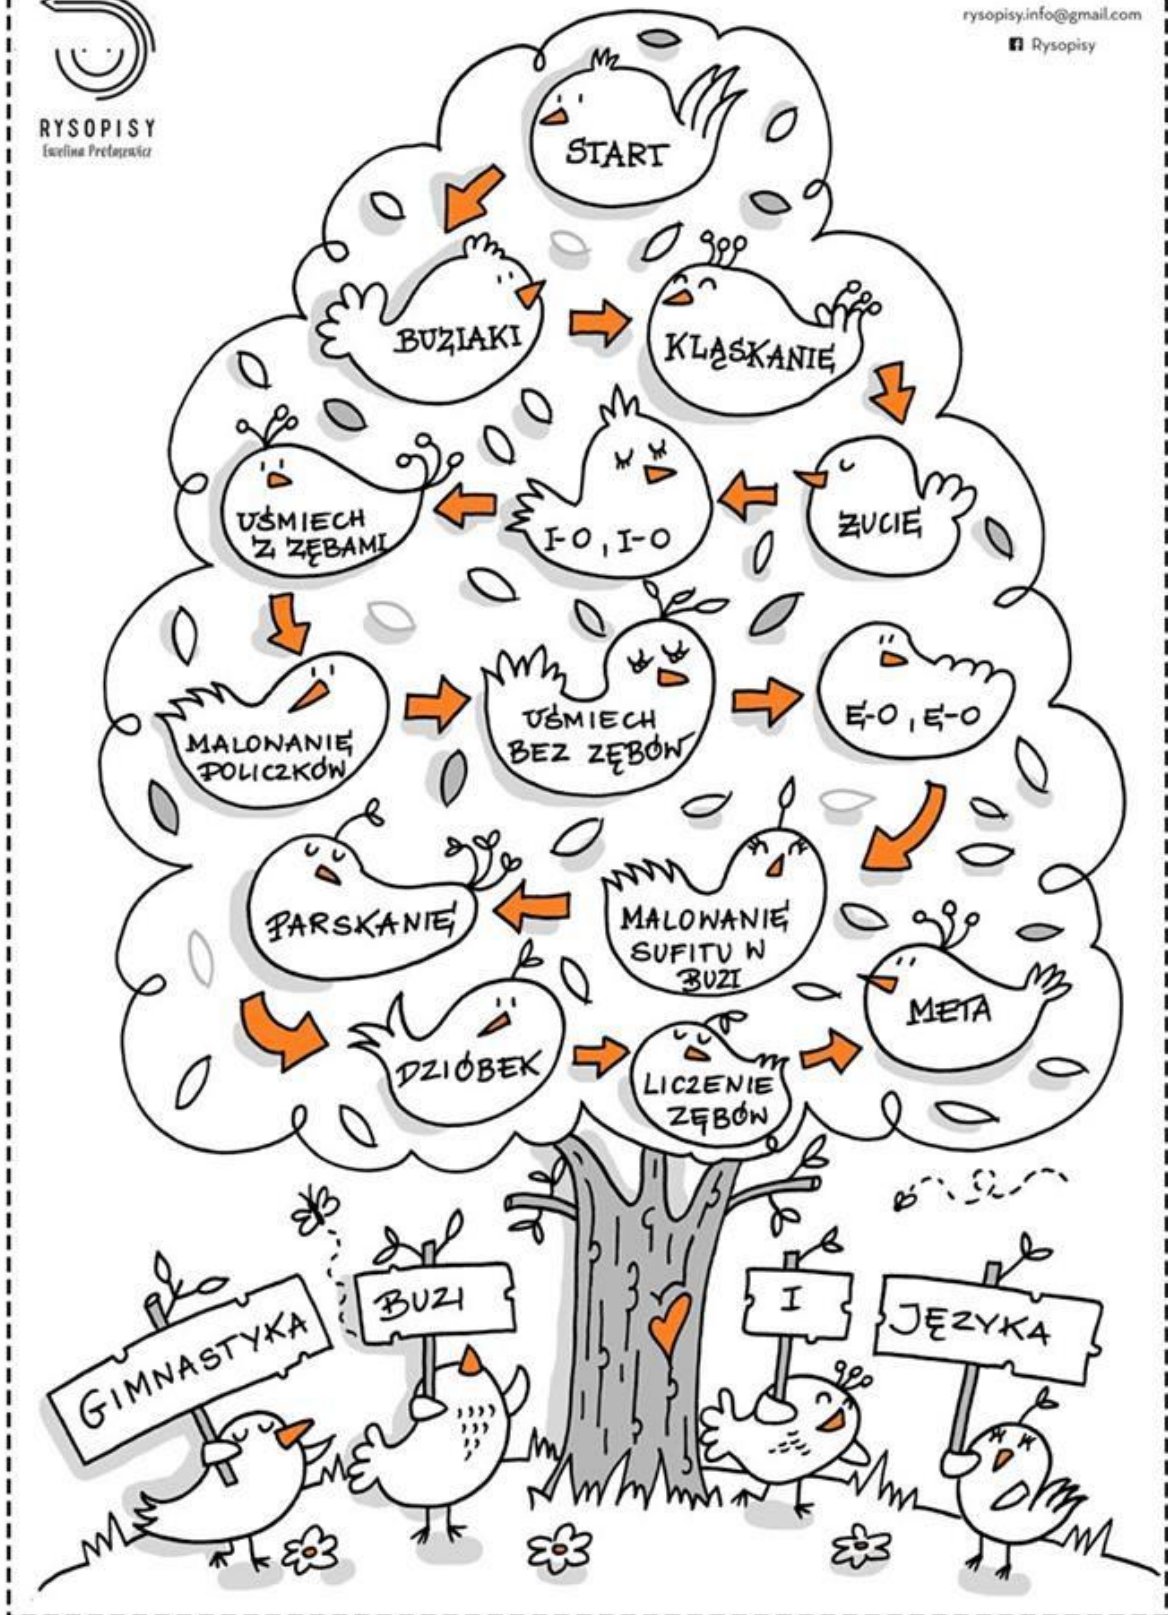 RYSOPISY
Ewelina Protasewicz
rysopisy.info@gmail.com
Rysopisy
START
BUZIAKI
KLĄSKANIE
ŻUCIE
I-O, I-O
UŚMIECH
Z ZĘBAMI
MALOWANIE
POLICZKÓW
UŚMIECH
BEZ ZĘBÓW
E-O, E-O
MALOWANIE
SUFITU W
BUZI
PARSKANIE
DZIÓBEK
LICZENIE
ZĘBÓW
META
GIMNASTYKA
BUZI
I
JĘZYKA